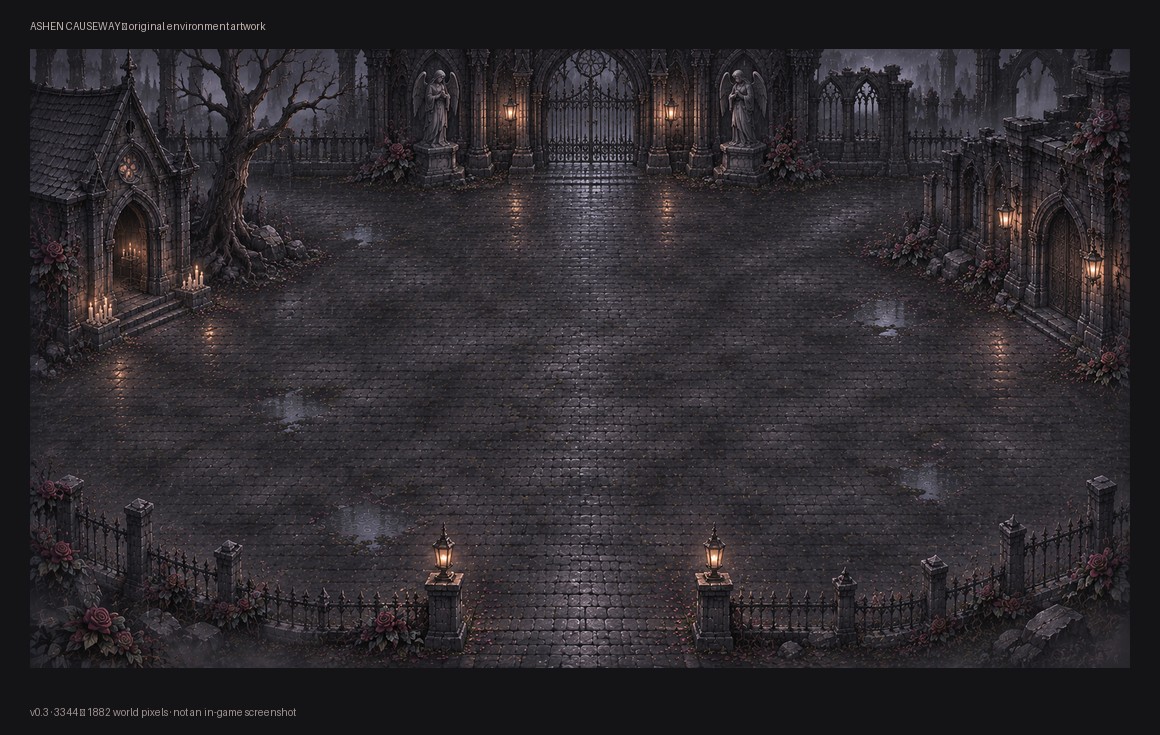 ASHEN CAUSEWAY▯original environment artwork
v0.3 · 3344▯1882 world pixels · not an in-game screenshot